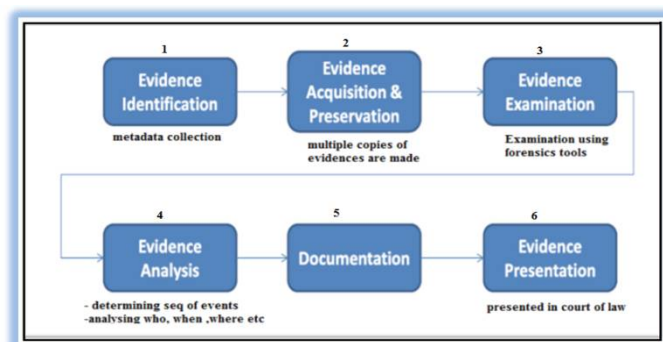 1
Evidence
Identification
metadata collection
2
Evidence
Acquisition &
Preservation
multiple copies of
evidences are made
3
Evidence
Examination
Examination using
forensics tools
4
Evidence
Analysis
- determining seq of events
-analysing who, when ,where etc
5
Documentation
6
Evidence
Presentation
presented in court of law